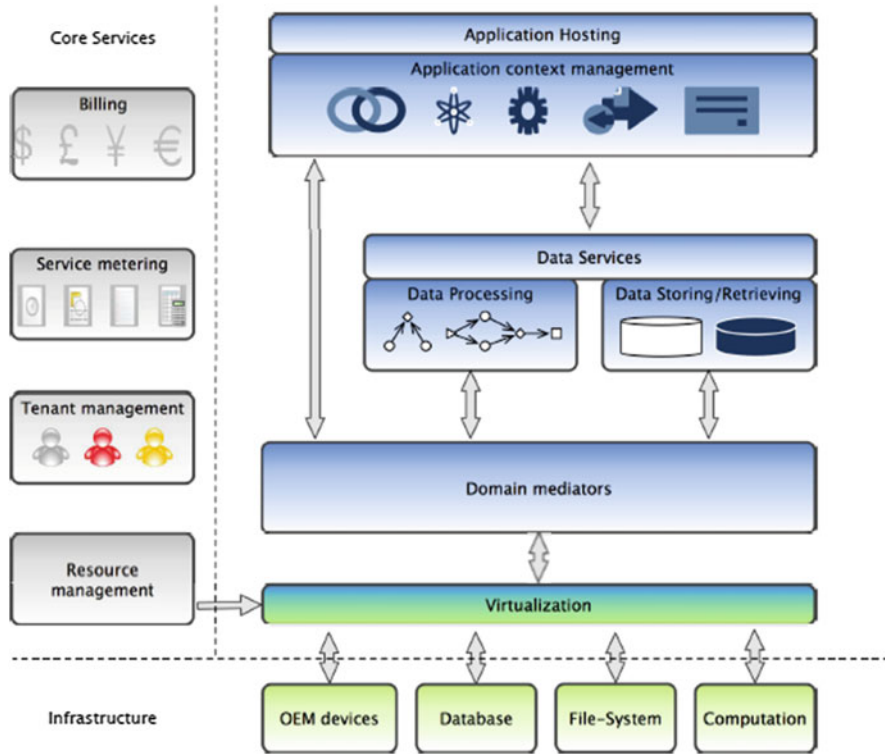 Core Services
Billing
$ £ ¥ €
Service metering
Tenant management
Resource
management
Application Hosting
Application context management
Data Services
Data Processing
Data Storing/Retrieving
Domain mediators
Virtualization
Infrastructure
OEM devices
Database
File-System
Computation